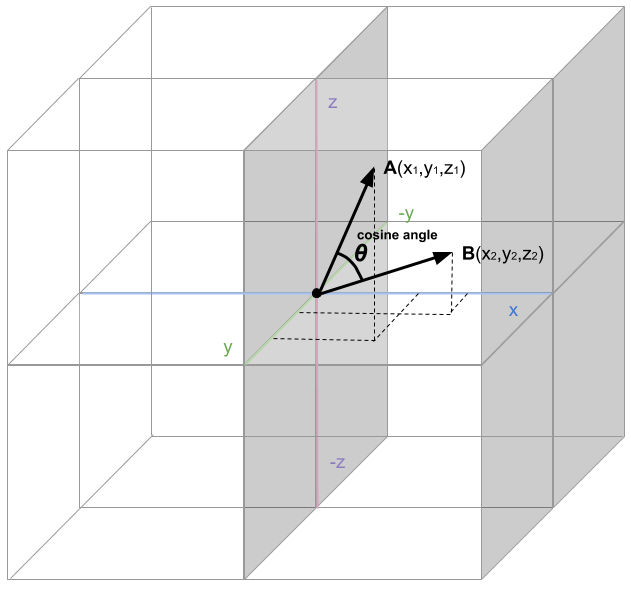 z
A(x₁,y₁,z₁)
-y
cosine angle
θ
B(x₂,y₂,z₂)
x
y
-z